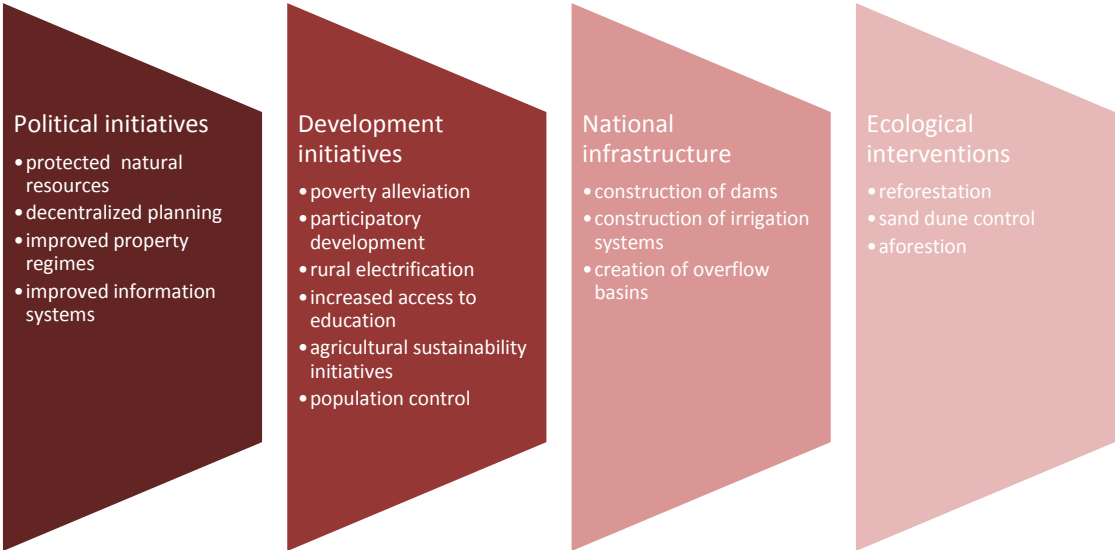 Political initiatives
•protected  natural
resources
•decentralized planning
•improved property
regimes
•improved information
systems
Development
initiatives
•poverty alleviation
•participatory
development
•rural electrification
•increased access to
education
•agricultural sustainability
initiatives
•population control
National
infrastructure
•construction of dams
•construction of irrigation
systems
•creation of overflow
basins
Ecological
interventions
•reforestation
•sand dune control
•aforestion